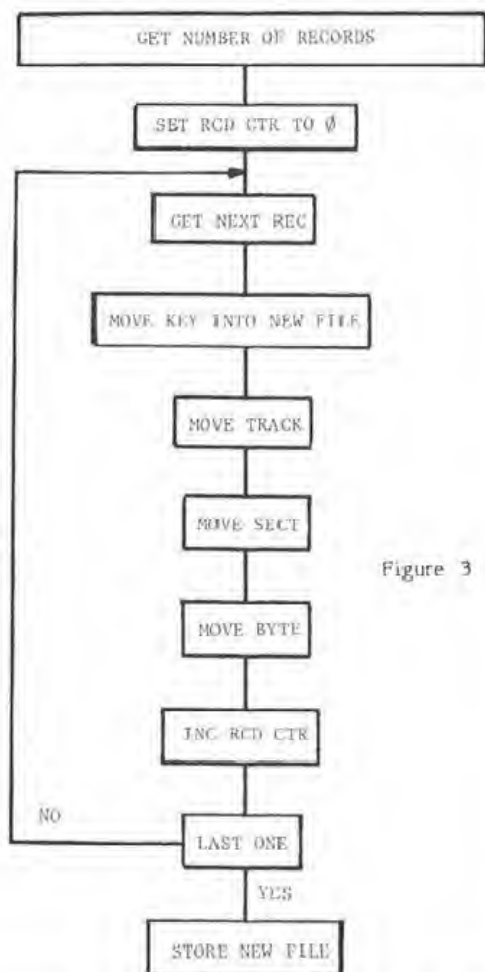 GET NUMBER OF RECORDS
SET RCD CTR TO Ø
GET NEXT REC
MOVE KEY INTO NEW FILE
MOVE TRACK
MOVE SECT
MOVE BYTE
INC RCD CTR
LAST ONE
NO
YES
STORE NEW FILE
Figure 3